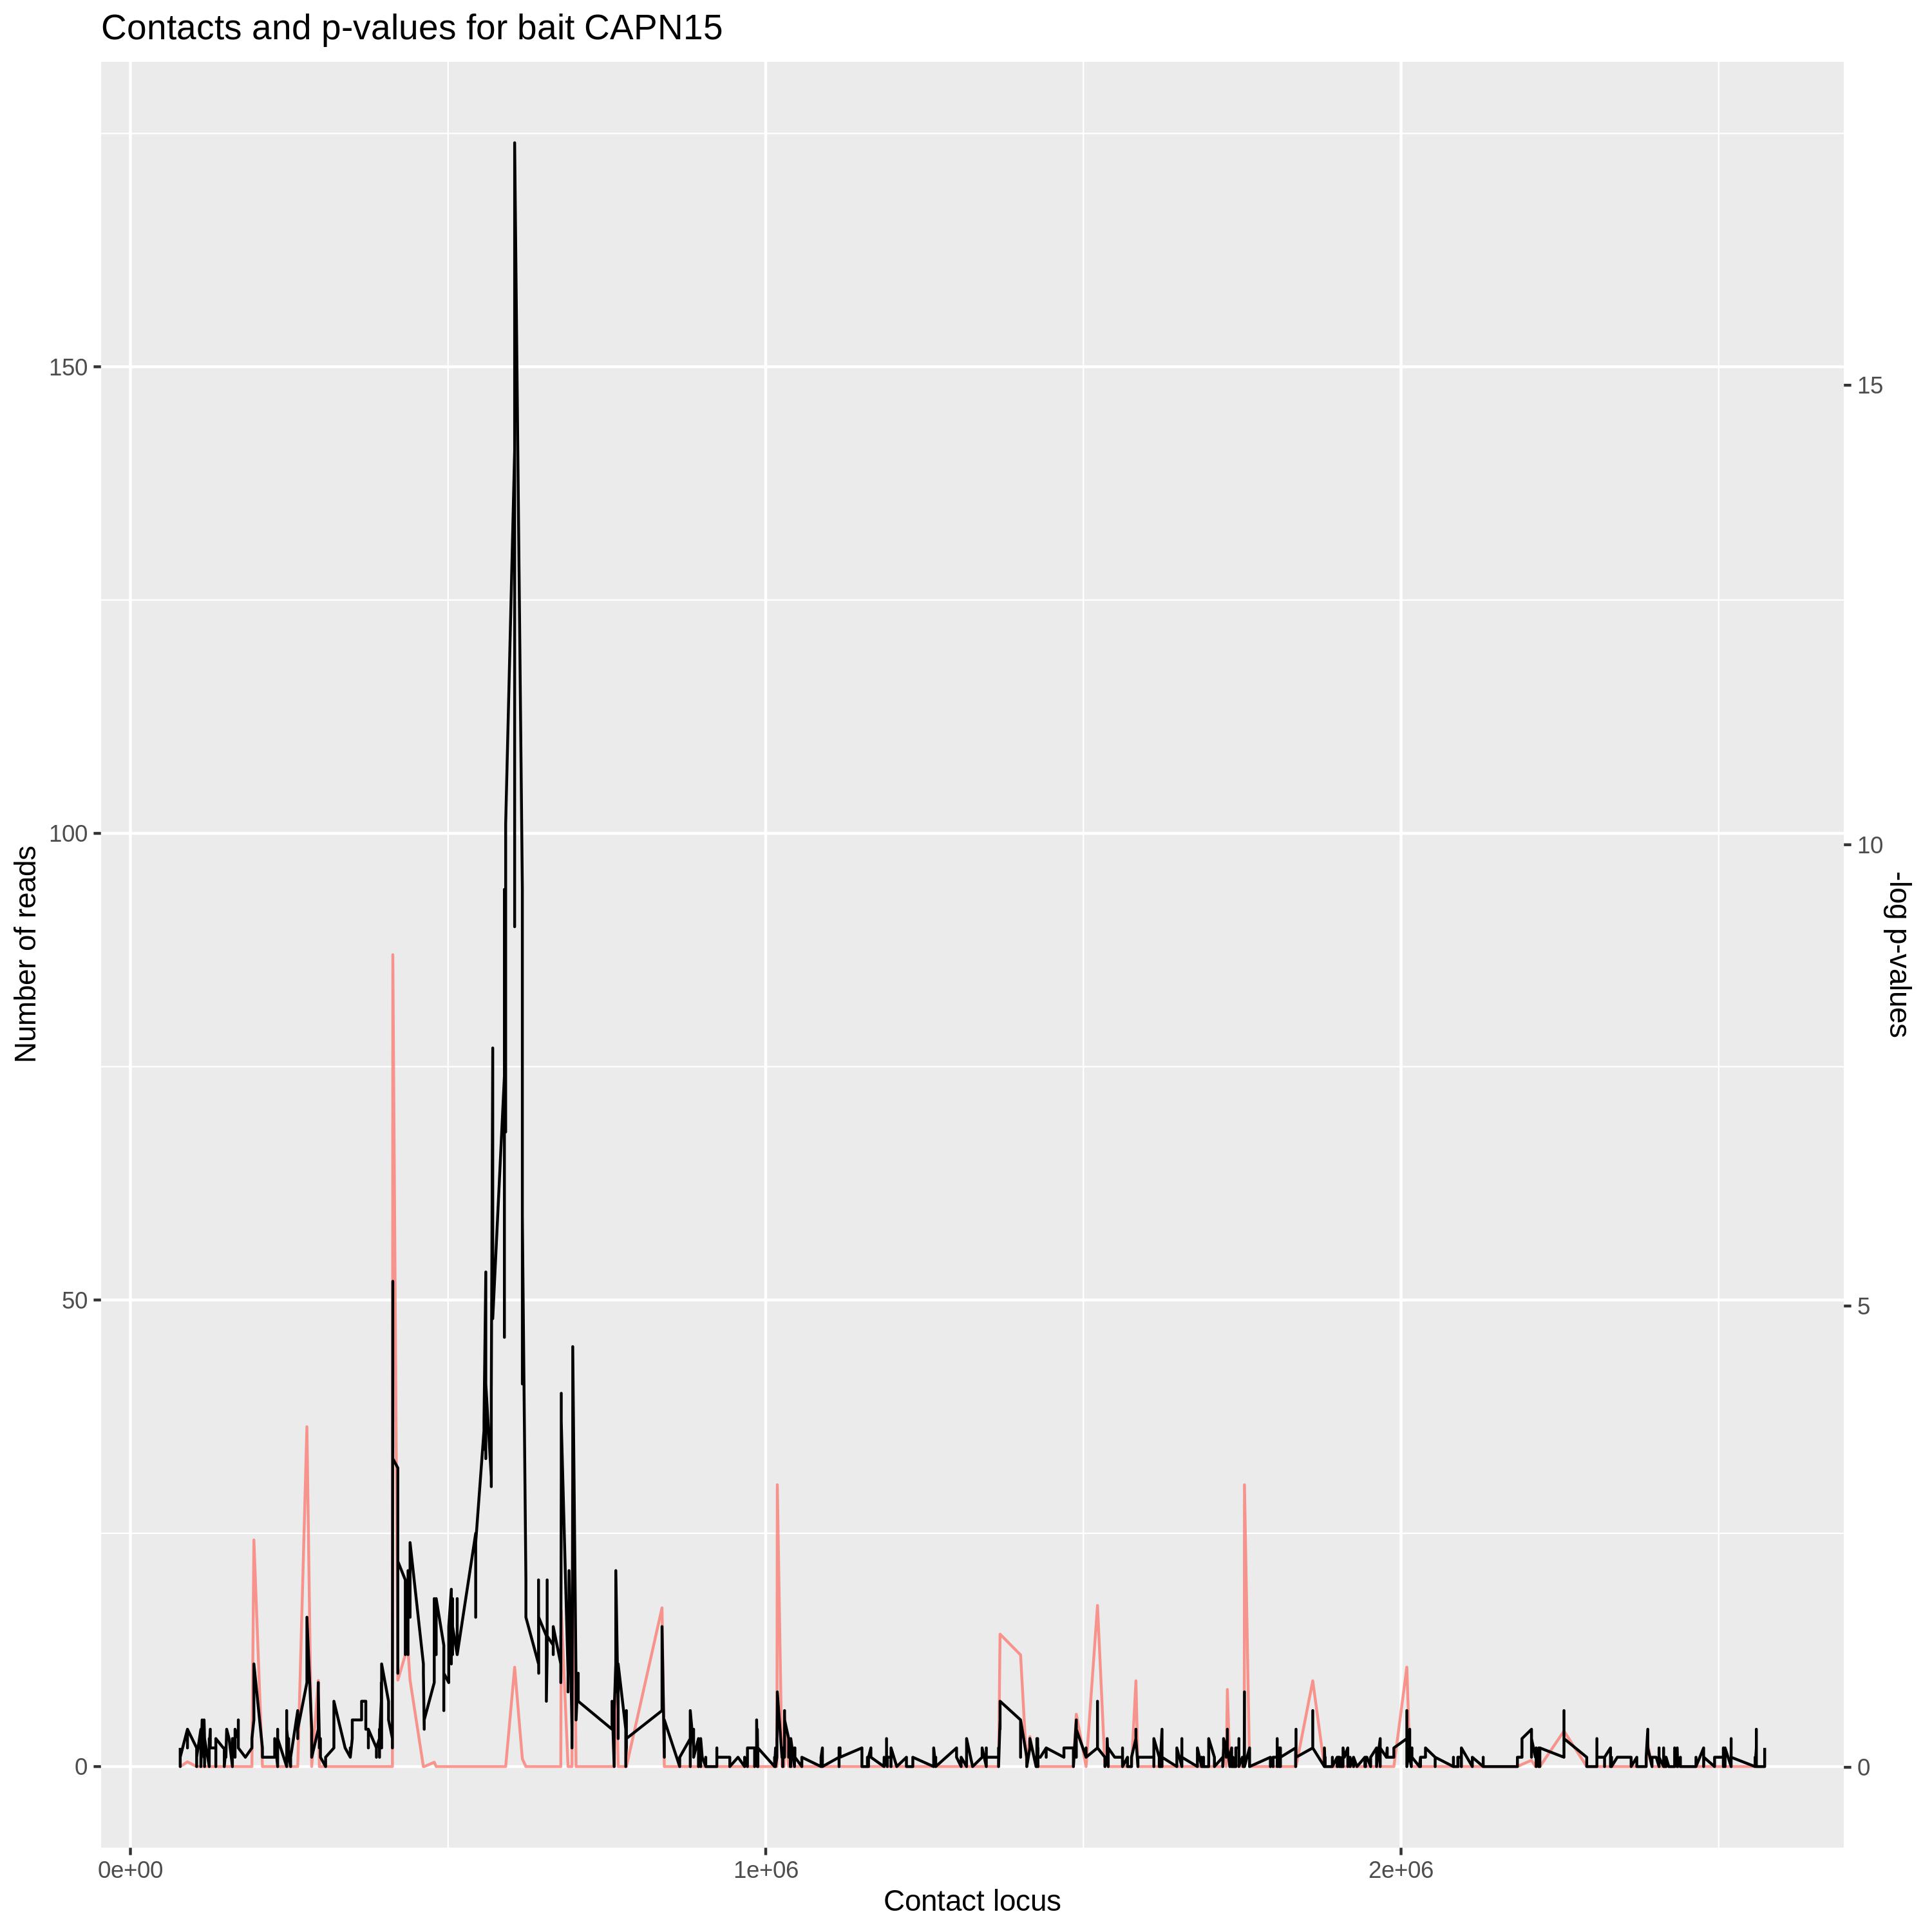 Contacts and p-values for bait CAPN15
150
100
50
0
15
10
5
0
Number of reads
-log p-values
0e+00
1e+06
2e+06
Contact locus